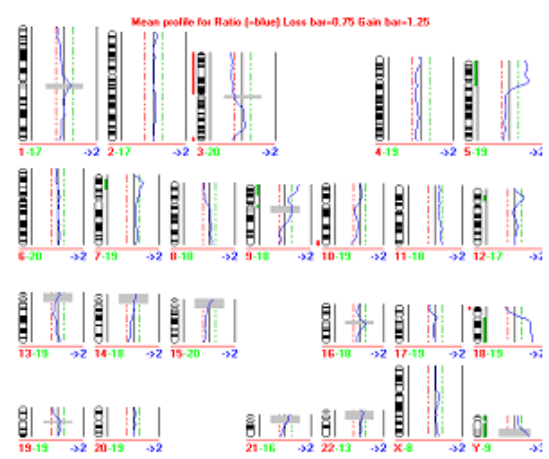 Mean profile for Ratio (=blue) Loss bar=0.75 Gain bar=1.25
1-17 ->2 2-17 ->2 3-20 ->2 4-19 ->2 5-19 ->2
6-20 ->2 7-19 ->2 8-18 ->2 9-18 ->2 10-19 ->2 11-18 ->2 12-17 ->2
13-19 ->2 14-18 ->2 15-20 ->2 16-18 ->2 17-19 ->2 18-19 ->2
19-19 ->2 20-19 ->2 21-16 ->2 22-13 ->2 X-8 ->2 Y-9 ->2